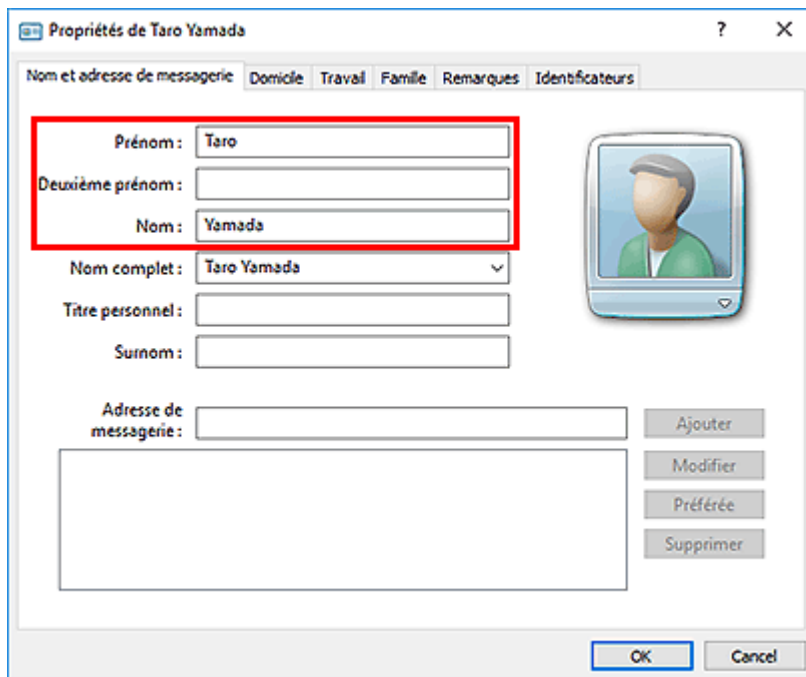 Propriétés de Taro Yamada
?
Nom et adresse de messagerie Domicile Travail Famille Remarques Identificateurs
Prénom : Taro
Deuxième prénom :
Nom : Yamada
Nom complet : Taro Yamada
Titre personnel :
Surnom :
Adresse de
messagerie :
Ajouter
Modifier
Préférée
Supprimer
OK Cancel